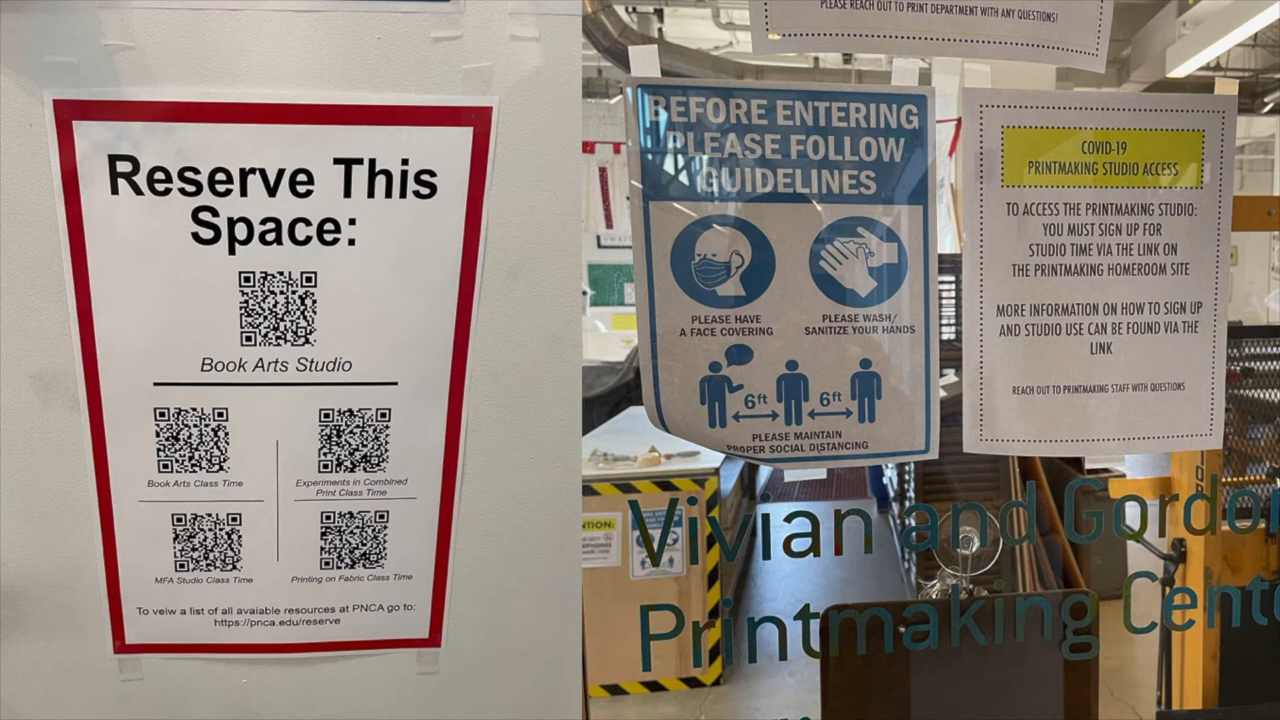 Reserve This
Space:
Book Arts Studio
Book Arts Class Time
Experiments in Combined
Print Class Time
MFA Studio Class Time
Printing on Fabric Class Time
To veiw a list of all avaiable resources at PNCA go to:
https://pnca.edu/reserve
PLEASE REACH OUT TO PRINT DEPARTMENT WITH ANY QUESTIONS!
BEFORE ENTERING
PLEASE FOLLOW
GUIDELINES
PLEASE HAVE
A FACE COVERING
PLEASE WASH/
SANITIZE YOUR HANDS
6ft
6ft
PLEASE MAINTAIN
PROPER SOCIAL DISTANCING
COVID-19
PRINTMAKING STUDIO ACCESS
TO ACCESS THE PRINTMAKING STUDIO:
YOU MUST SIGN UP FOR
STUDIO TIME VIA THE LINK ON
THE PRINTMAKING HOMEROOM SITE
MORE INFORMATION ON HOW TO SIGN UP
AND STUDIO USE CAN BE FOUND VIA THE
LINK
REACH OUT TO PRINTMAKING STAFF WITH QUESTIONS
Vivian and Gordo
Printmaking Cente